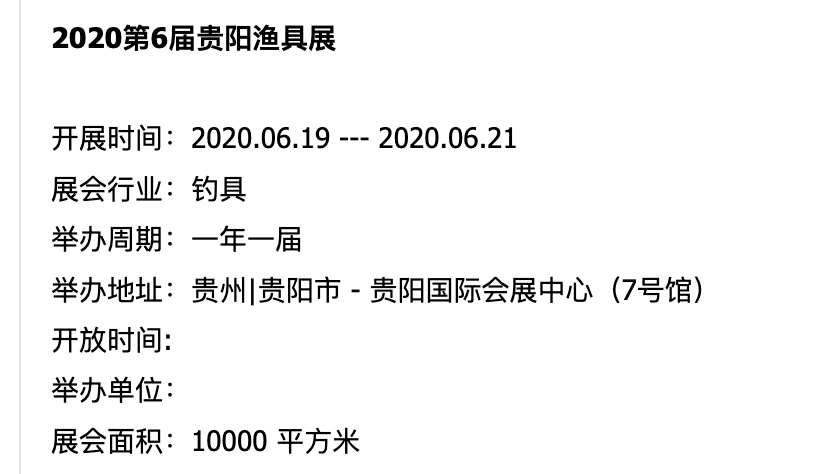 2020第6届贵阳渔具展
开展时间：2020.06.19 --- 2020.06.21
展会行业：钓具
举办周期：一年一届
举办地址：贵州|贵阳市 - 贵阳国际会展中心（7号馆）
开放时间:
举办单位：
展会面积：10000 平方米